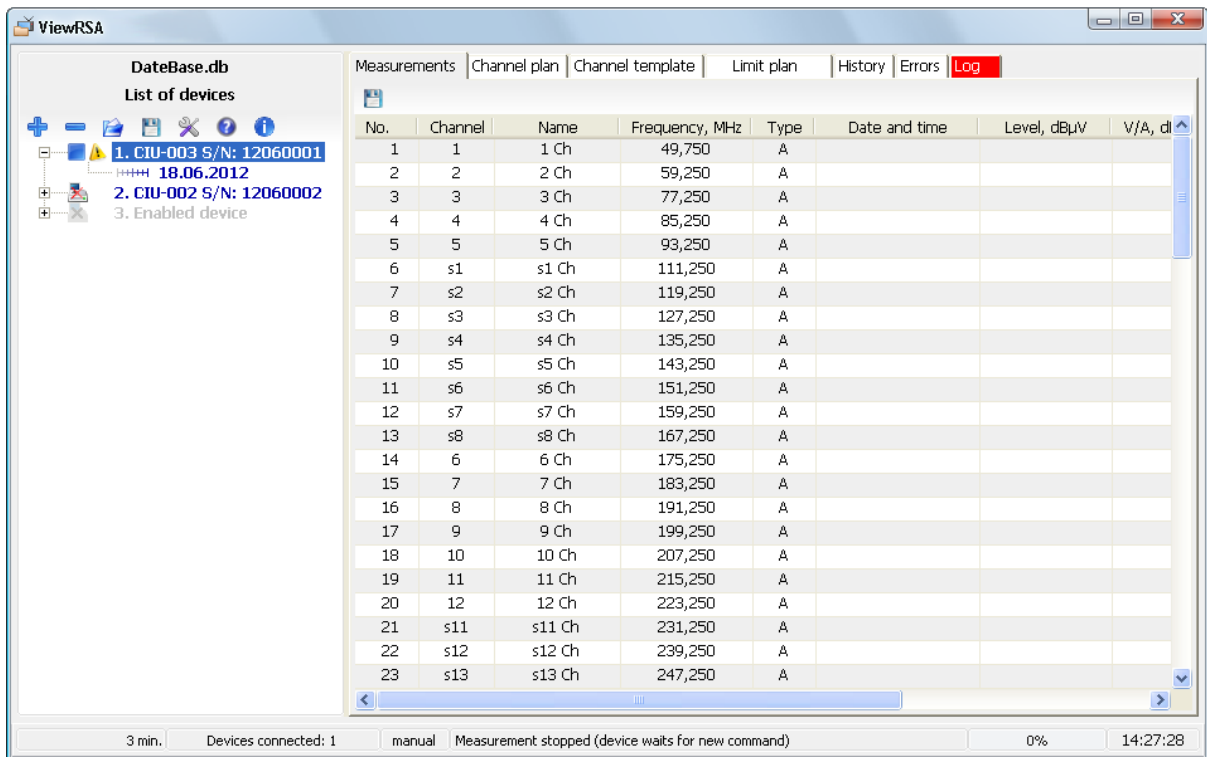 ViewRSA
DateBase.db
List of devices
1. CIU-003 S/N: 12060001
18.06.2012
2. CIU-002 S/N: 12060002
3. Enabled device
Measurements Channel plan Channel template Limit plan History Errors Log
No. Channel Name Frequency, MHz Type Date and time Level, dBµV V/A, dl
1 1 1 Ch 49,750 A
2 2 2 Ch 59,250 A
3 3 3 Ch 77,250 A
4 4 4 Ch 85,250 A
5 5 5 Ch 93,250 A
6 s1 s1 Ch 111,250 A
7 s2 s2 Ch 119,250 A
8 s3 s3 Ch 127,250 A
9 s4 s4 Ch 135,250 A
10 s5 s5 Ch 143,250 A
11 s6 s6 Ch 151,250 A
12 s7 s7 Ch 159,250 A
13 s8 s8 Ch 167,250 A
14 6 6 Ch 175,250 A
15 7 7 Ch 183,250 A
16 8 8 Ch 191,250 A
17 9 9 Ch 199,250 A
18 10 10 Ch 207,250 A
19 11 11 Ch 215,250 A
20 12 12 Ch 223,250 A
21 s11 s11 Ch 231,250 A
22 s12 s12 Ch 239,250 A
23 s13 s13 Ch 247,250 A
3 min. Devices connected: 1 manual Measurement stopped (device waits for new command) 0% 14:27:28